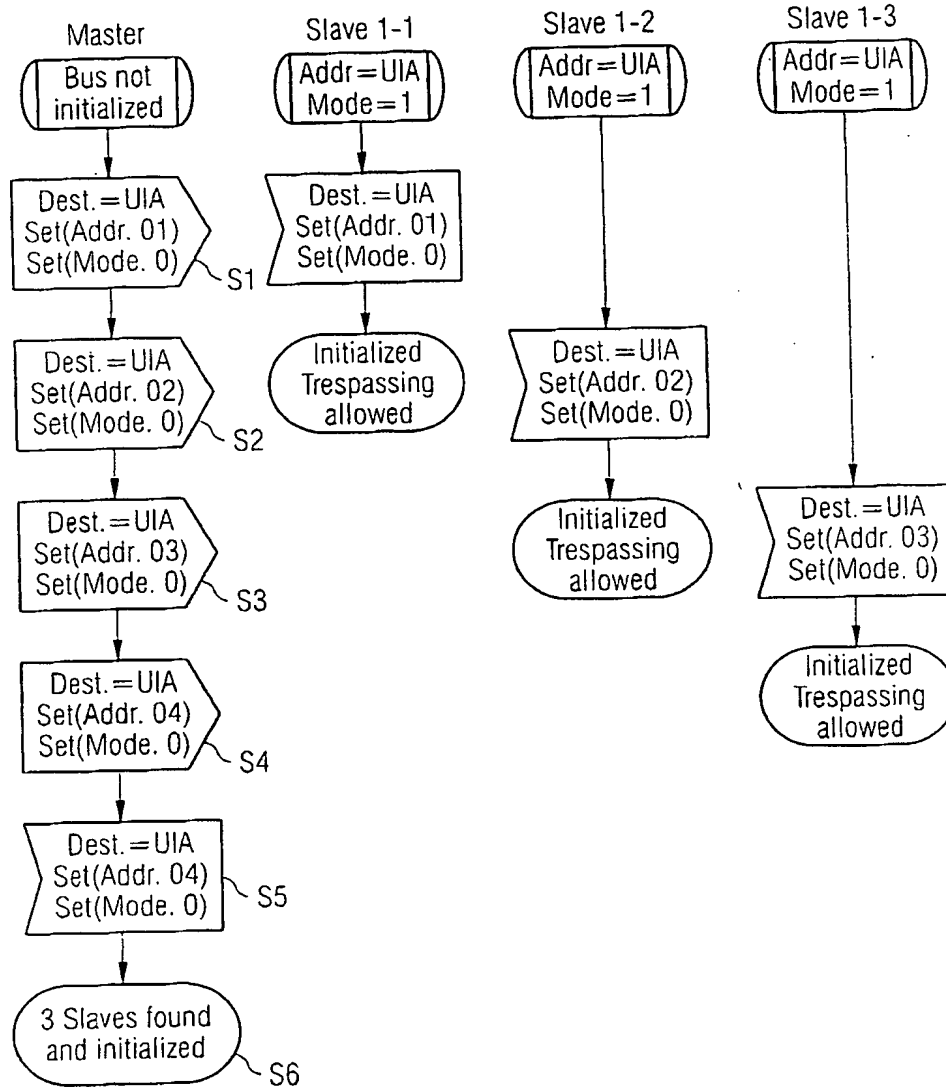 Master
Bus not
initialized
Dest.=UIA
Set(Addr. 01)
Set(Mode. 0)
S1
Dest.=UIA
Set(Addr. 02)
Set(Mode. 0)
S2
Dest.=UIA
Set(Addr. 03)
Set(Mode. 0)
S3
Dest.=UIA
Set(Addr. 04)
Set(Mode. 0)
S4
Dest.=UIA
Set(Addr. 04)
Set(Mode. 0)
S5
3 Slaves found
and initialized
S6
Slave 1-1
Addr=UIA
Mode=1
Dest.=UIA
Set(Addr. 01)
Set(Mode. 0)
Initialized
Trespassing
allowed
Slave 1-2
Addr=UIA
Mode=1
Dest.=UIA
Set(Addr. 02)
Set(Mode. 0)
Initialized
Trespassing
allowed
Slave 1-3
Addr=UIA
Mode=1
Dest.=UIA
Set(Addr. 03)
Set(Mode. 0)
Initialized
Trespassing
allowed